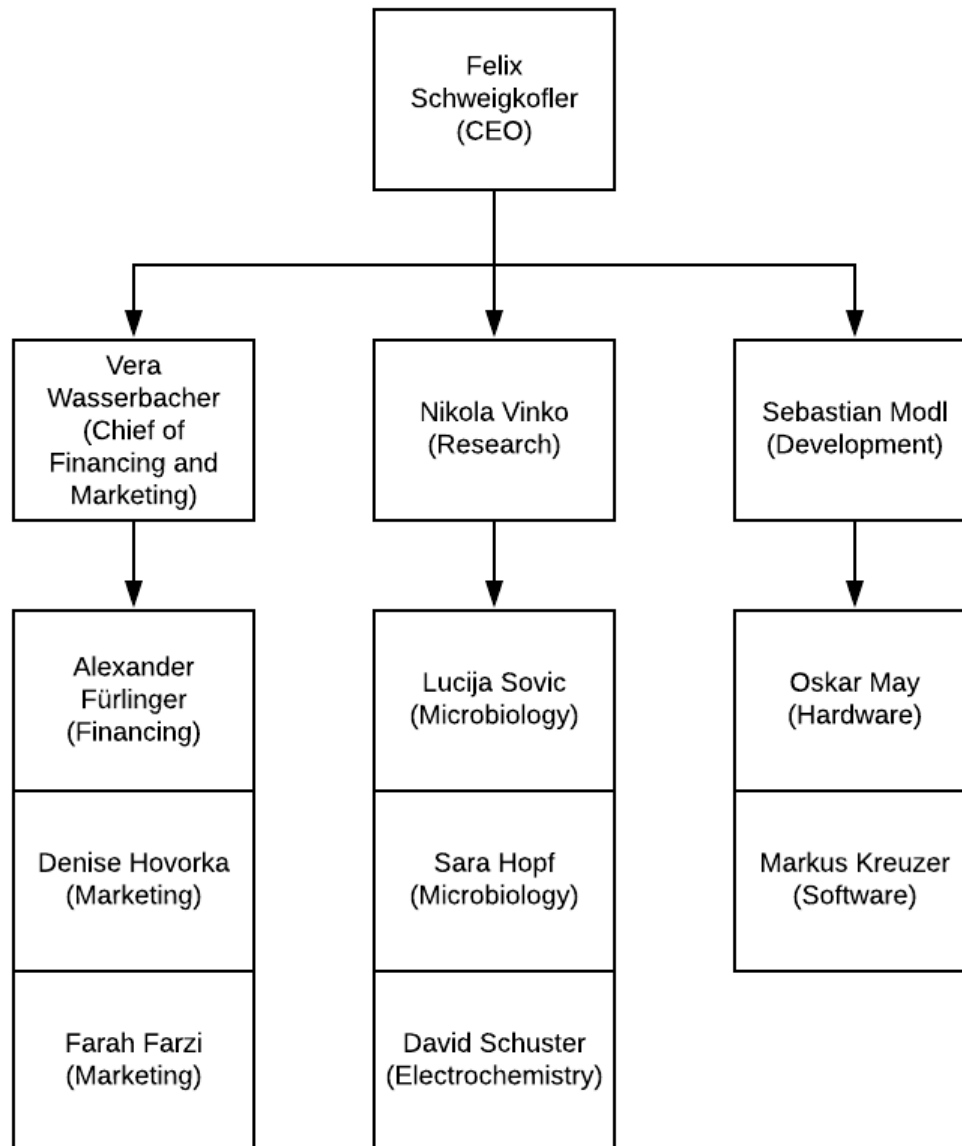 Felix
Schweigkofler
(CEO)
Vera
Wasserbacher
(Chief of
Financing and
Marketing)
Nikola Vinko
(Research)
Sebastian Modl
(Development)
Alexander
Fürlinger
(Financing)
Lucija Sovic
(Microbiology)
Oskar May
(Hardware)
Denise Hovorka
(Marketing)
Sara Hopf
(Microbiology)
Markus Kreuzer
(Software)
Farah Farzi
(Marketing)
David Schuster
(Electrochemistry)